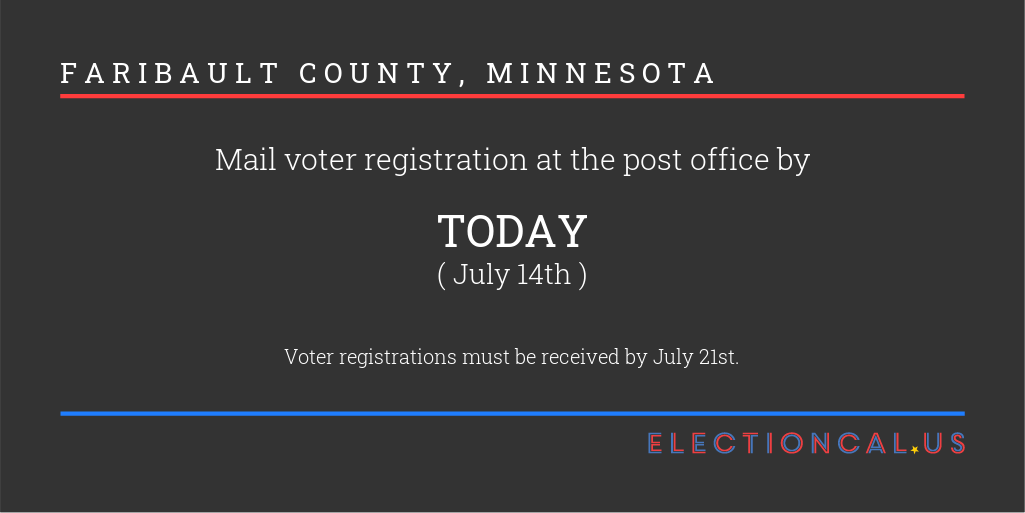 FARIBAULT COUNTY, MINNESOTA
Mail voter registration at the post office by
TODAY
( July 14th )
Voter registrations must be received by July 21st.
ELECTIONCAL.US